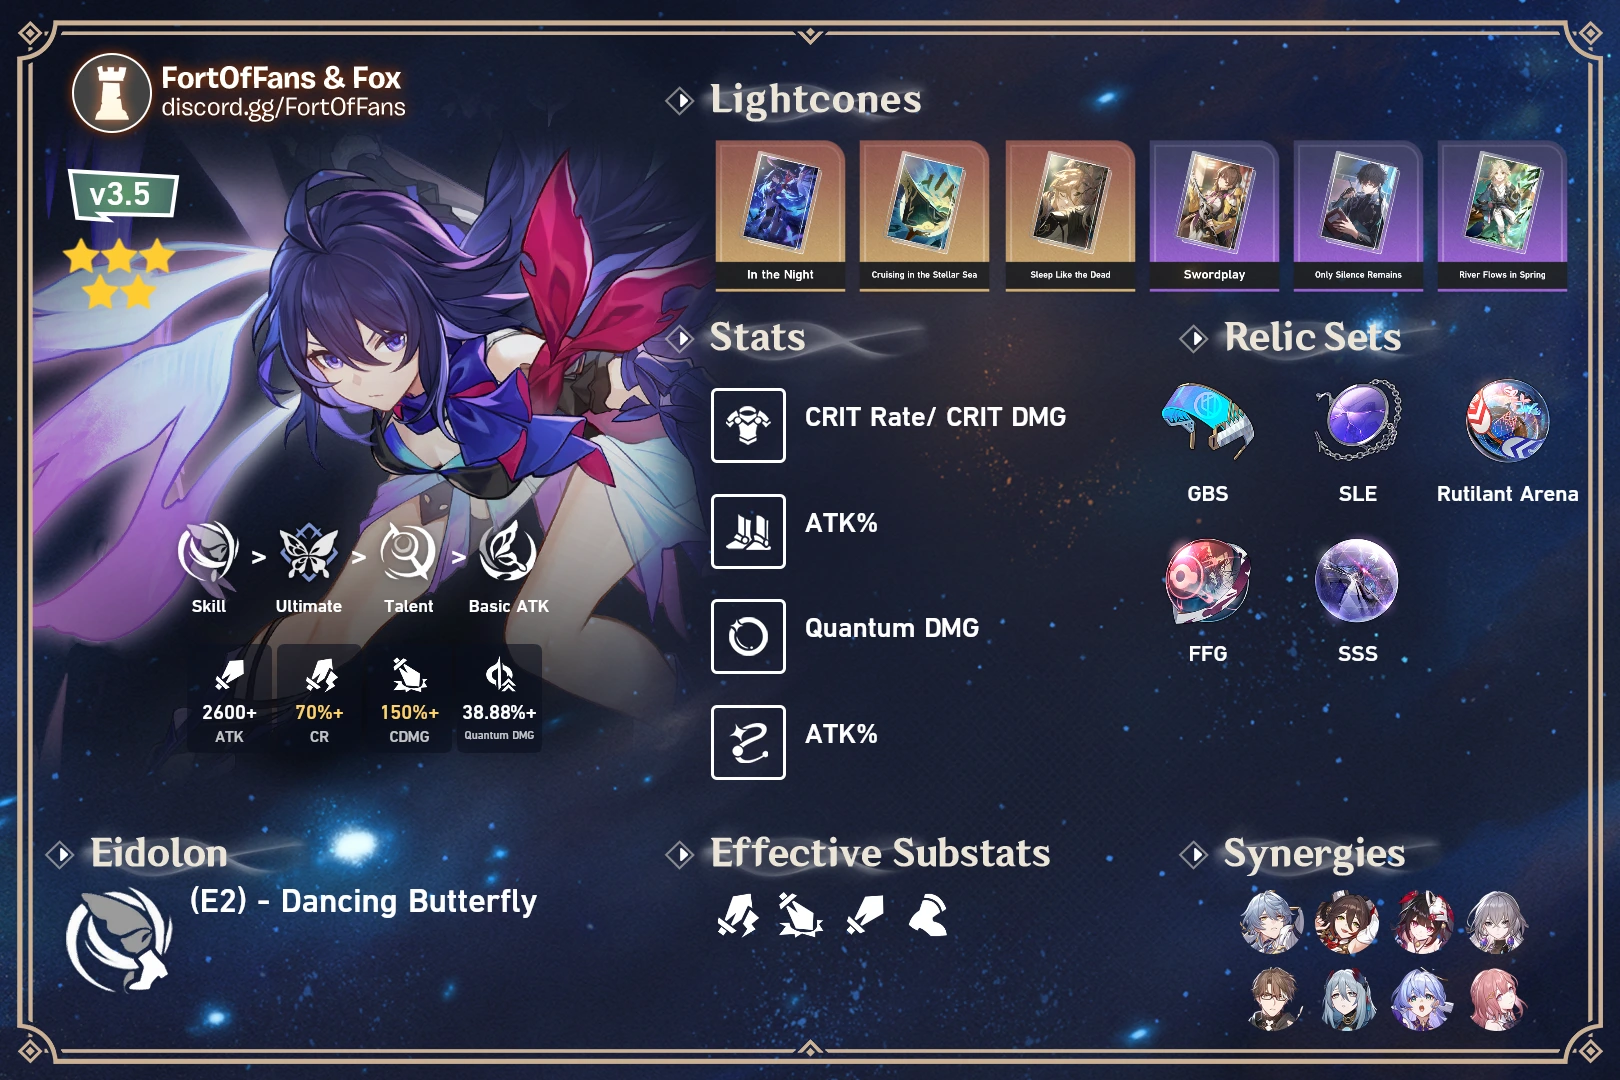 FortOfFans & Fox
discord.gg/FortOfFans
v3.5
Skill > Ultimate > Talent > Basic ATK
2600+ 70%+ 150%+ 38.88%+
ATK CR CDMG Quantum DMG
Lightcones
In the Night
Cruising in the Stellar Sea
Sleep Like the Dead
Swordplay
Only Silence Remains
River Flows in Spring
Stats
CRIT Rate/ CRIT DMG
ATK%
Quantum DMG
ATK%
Relic Sets
GBS
SLE
Rutilant Arena
FFG
SSS
Eidolon
(E2) - Dancing Butterfly
Effective Substats
Synergies